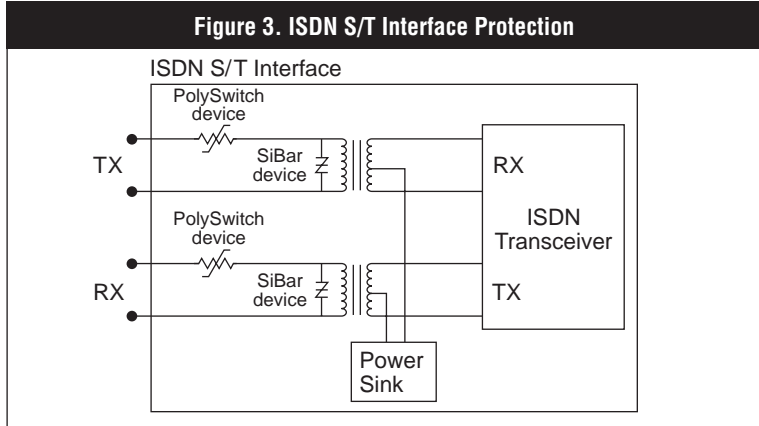 Figure 3. ISDN S/T Interface Protection
ISDN S/T Interface
PolySwitch
device
TX
SiBar
device
RX
ISDN
Transceiver
PolySwitch
device
RX
SiBar
device
TX
Power
Sink